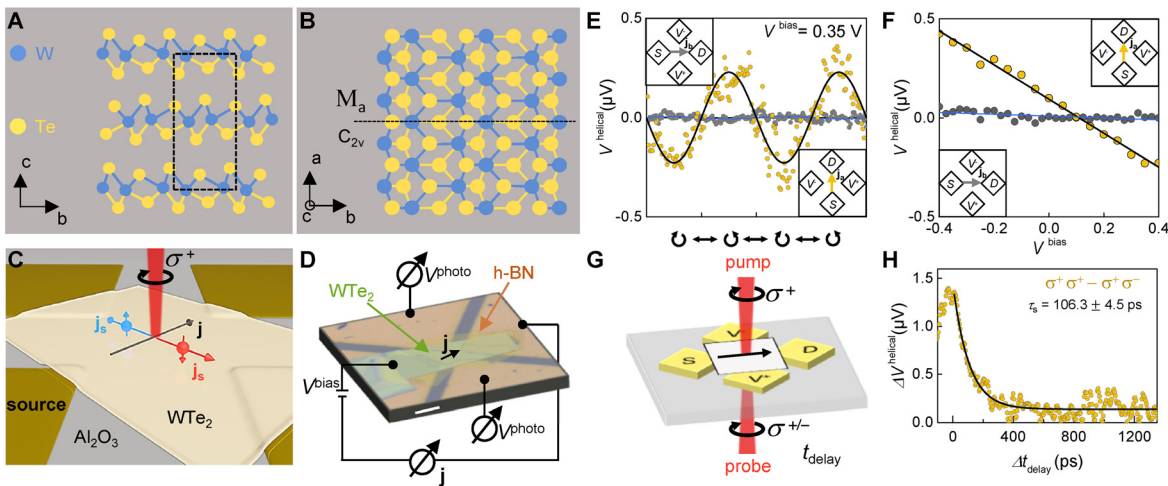 A
W
Te
c
b
B
Ma
C2v
a
c
b
C
σ+
js
j
js
source
WTe2
Al2O3
D
Vphoto
h-BN
WTe2
j
Vbias
Vphoto
j
E
V bias = 0.35 V
0.5
0.0
-0.5
Vhelical(µV)
V-
S
jb
D
V+
D
ja
V-
V+
S
F
0.5
0.0
-0.5
Vhelical(µV)
D
ja
V-
V+
S
V-
jb
S
D
V+
-0.4
-0.2
0.0
0.2
0.4
Vbias
G
pump
σ+
V-
S
D
V+
σ+/-
probe
tdelay
H
σ+ σ+ – σ+ σ–
τs = 106.3 ± 4.5 ps
1.5
1.0
0.5
0.0
ΔVhelical(µV)
0
400
800
1200
Δtdelay (ps)